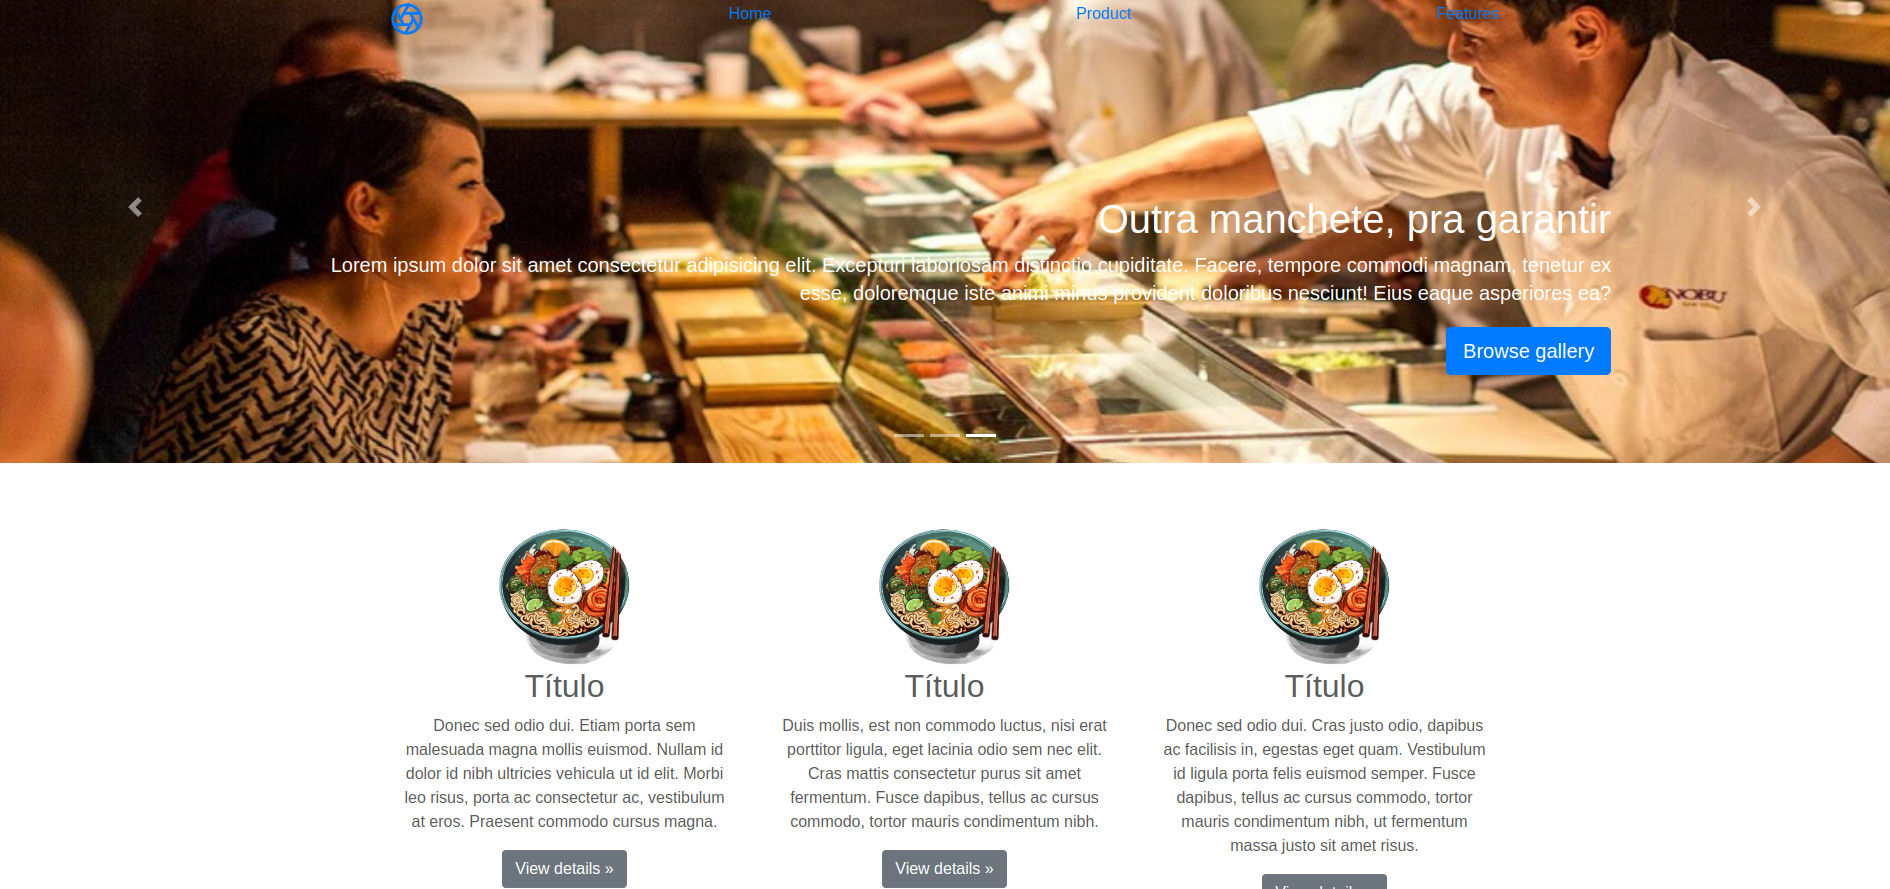 Home Product Features
Outra manchete, pra garantir
Lorem ipsum dolor sit amet consectetur adipisicing elit. Excepturi laboriosam distinctio cupiditate. Facere, tempore commodi magnam, tenetur ex
esse, doloremque iste animi minus provident doloribus nesciunt! Eius eaque asperiores ea?
NOBU
Browse gallery
Título
Donec sed odio dui. Etiam porta sem
malesuada magna mollis euismod. Nullam id
dolor id nibh ultricies vehicula ut id elit. Morbi
leo risus, porta ac consectetur ac, vestibulum
at eros. Praesent commodo cursus magna.
View details »
Título
Duis mollis, est non commodo luctus, nisi erat
porttitor ligula, eget lacinia odio sem nec elit.
Cras mattis consectetur purus sit amet
fermentum. Fusce dapibus, tellus ac cursus
commodo, tortor mauris condimentum nibh.
View details »
Título
Donec sed odio dui. Cras justo odio, dapibus
ac facilisis in, egestas eget quam. Vestibulum
id ligula porta felis euismod semper. Fusce
dapibus, tellus ac cursus commodo, tortor
mauris condimentum nibh, ut fermentum
massa justo sit amet risus.